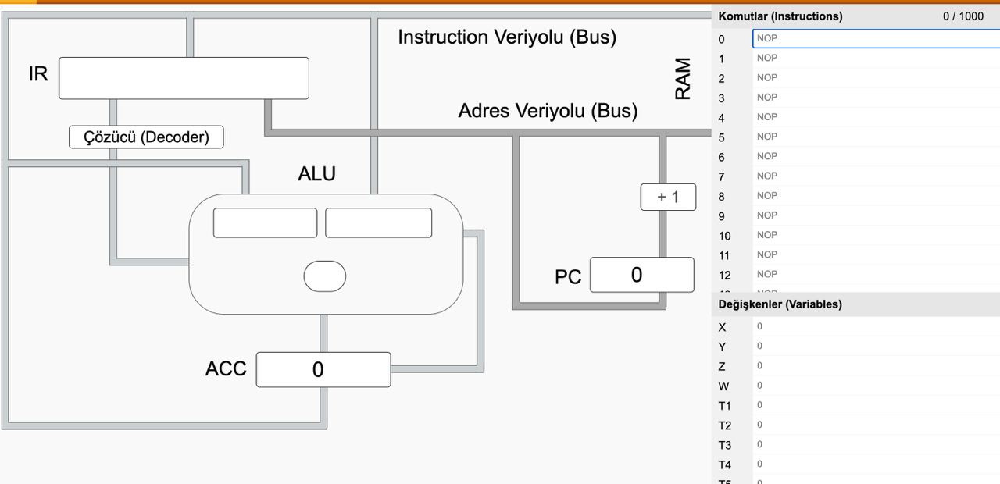 Instruction Veriyolu (Bus)
IR
RAM
Adres Veriyolu (Bus)
Çözücü (Decoder)
ALU
+ 1
PC 0
ACC 0
Komutlar (Instructions) 0 / 1000
0 NOP
1 NOP
2 NOP
3 NOP
4 NOP
5 NOP
6 NOP
7 NOP
8 NOP
9 NOP
10 NOP
11 NOP
12 NOP
Değişkenler (Variables)
X 0
Y 0
Z 0
W 0
T1 0
T2 0
T3 0
T4 0